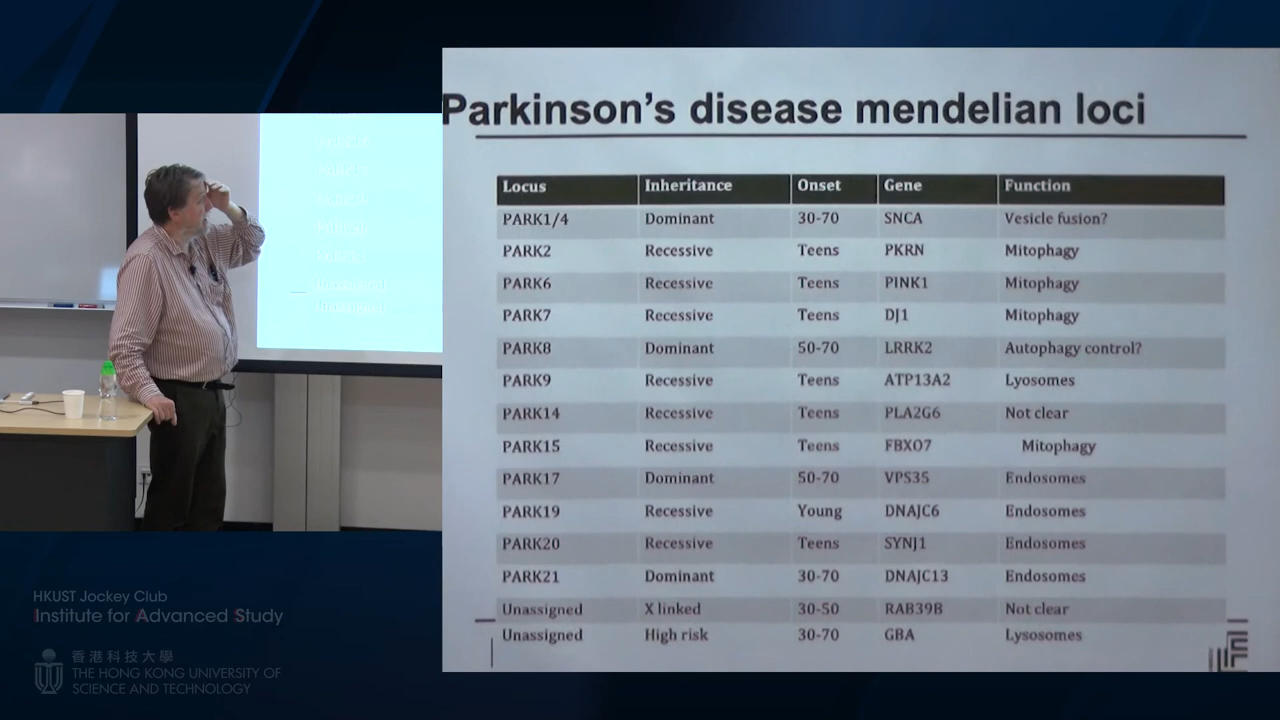 Parkinson's disease mendelian loci
Locus Inheritance Onset Gene Function
PARK1/4 Dominant 30-70 SNCA Vesicle fusion?
PARK2 Recessive Teens PKRN Mitophagy
PARK6 Recessive Teens PINK1 Mitophagy
PARK7 Recessive Teens DJ1 Mitophagy
PARK8 Dominant 50-70 LRRK2 Autophagy control?
PARK9 Recessive Teens ATP13A2 Lyosomes
PARK14 Recessive Teens PLA2G6 Not clear
PARK15 Recessive Teens FBXO7 Mitophagy
PARK17 Dominant 50-70 VPS35 Endosomes
PARK19 Recessive Young DNAJC6 Endosomes
PARK20 Recessive Teens SYNJ1 Endosomes
PARK21 Dominant 30-70 DNAJC13 Endosomes
Unassigned X linked 30-50 RAB39B Not clear
Unassigned High risk 30-70 GBA Lysosomes
HKUST Jockey Club
Institute for Advanced Study
香港科技大學
THE HONG KONG UNIVERSITY OF
SCIENCE AND TECHNOLOGY